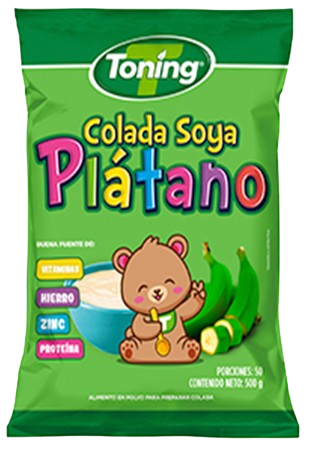 Toning
Colada Soya
Plátano
BUENA FUENTE DE:
VITAMINAS
HIERRO
ZINC
PROTEÍNA
PORCIONES: 50
CONTENIDO NETO: 500 g
ALIMENTO EN POLVO PARA PREPARAR COLADA